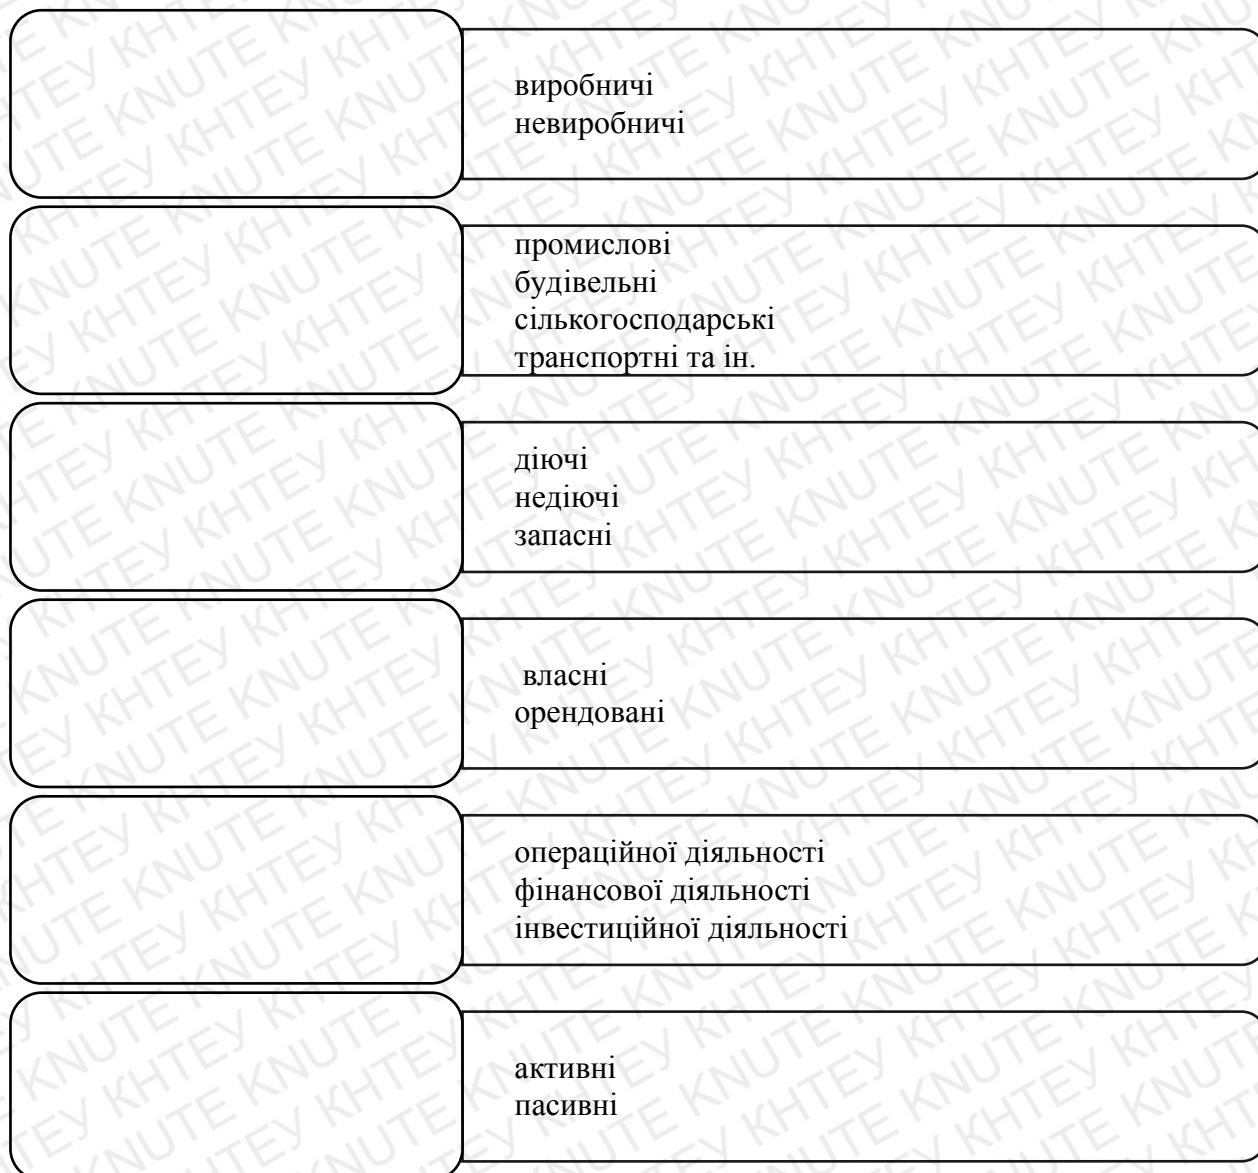 виробничі
невиробничі
промислові
будівельні
сількогосподарські
транспортні та ін.
діючі
недіючі
запасні
власні
орендовані
операційної діяльності
фінансової діяльності
інвестиційної діяльності
активні
пасивні